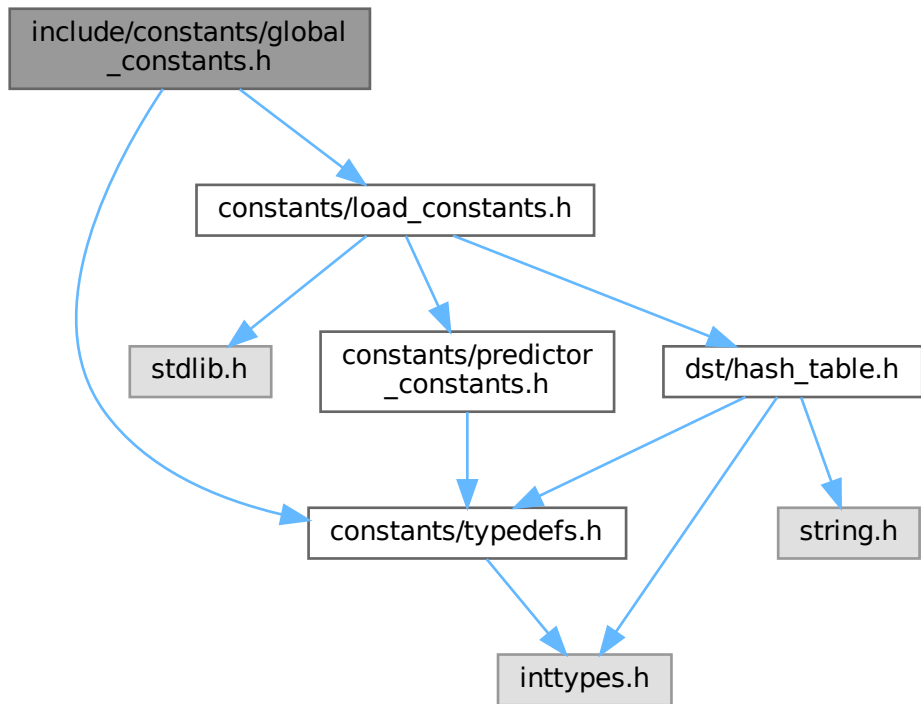 include/constants/global
_constants.h
constants/load_constants.h
stdlib.h
constants/predictor
_constants.h
dst/hash_table.h
constants/typedefs.h
string.h
inttypes.h